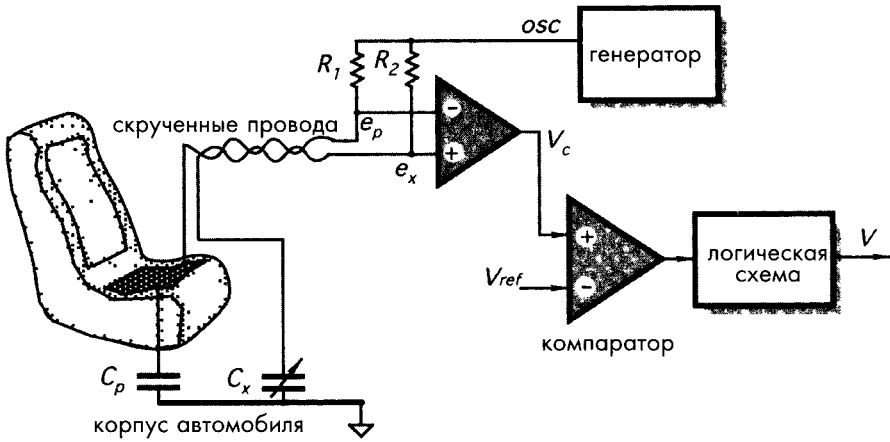 osc
генератор
R1
R2
скрученные провода
ep
ex
−
+
Vc
+
−
Vref
логическая
схема
V
компаратор
Cp
Cx
корпус автомобиля